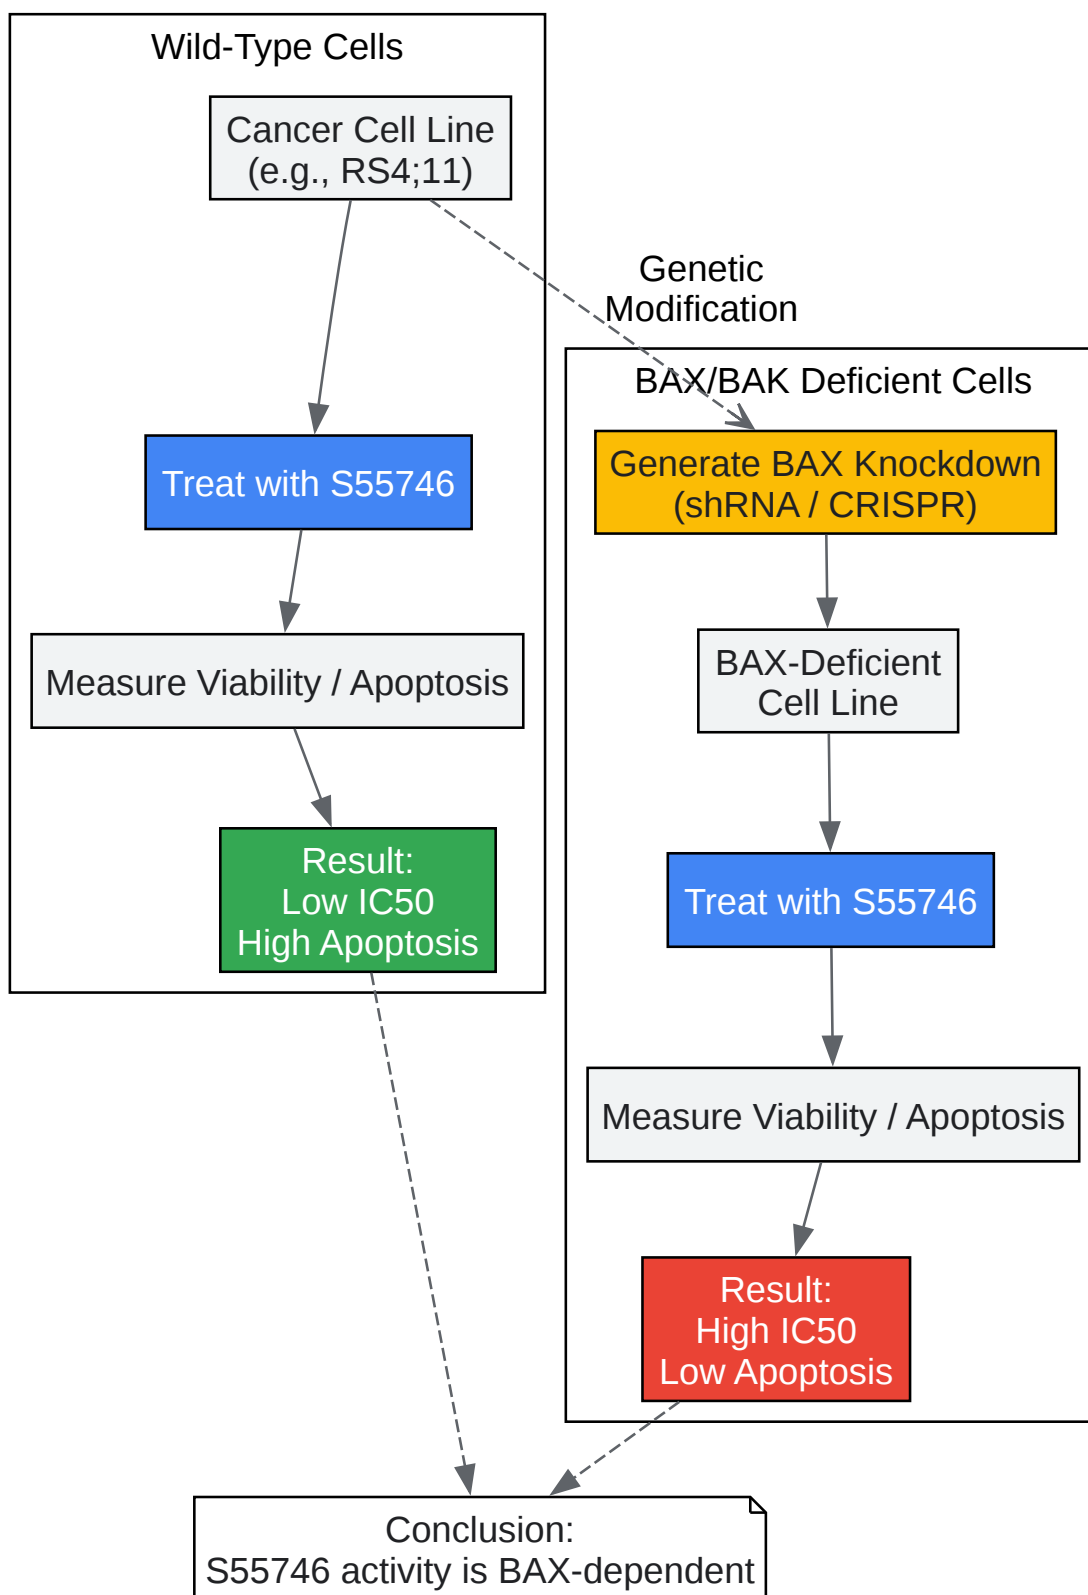 Wild-Type Cells
Cancer Cell Line
(e.g., RS4;11)
Genetic
Modification
Treat with S55746
Measure Viability / Apoptosis
Result:
Low IC50
High Apoptosis
BAX/BAK Deficient Cells
Generate BAX Knockdown
(shRNA / CRISPR)
BAX-Deficient
Cell Line
Treat with S55746
Measure Viability / Apoptosis
Result:
High IC50
Low Apoptosis
Conclusion:
S55746 activity is BAX-dependent